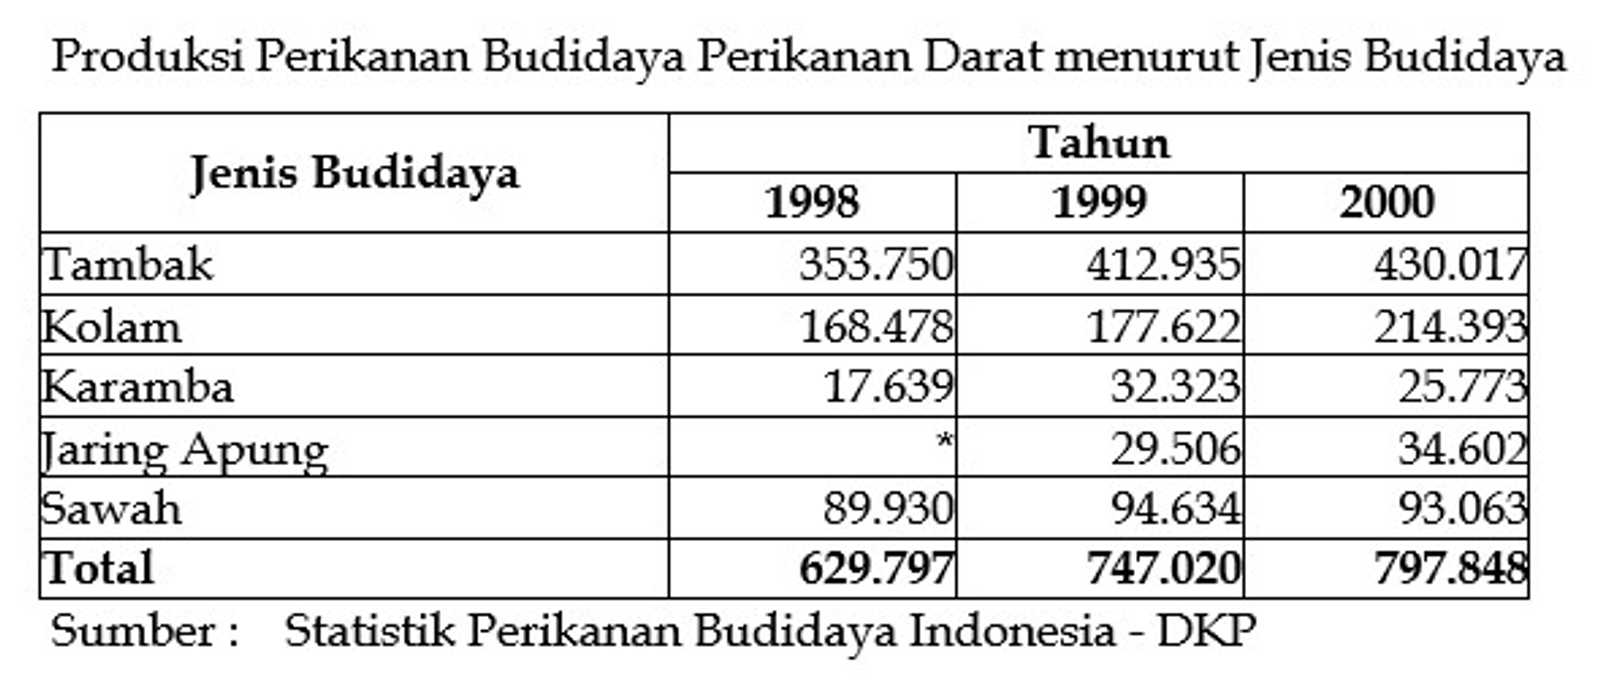 Produksi Perikanan Budidaya Perikanan Darat menurut Jenis Budidaya
Jenis Budidaya Tahun
1998 1999 2000
Tambak 353.750 412.935 430.017
Kolam 168.478 177.622 214.393
Karamba 17.639 32.323 25.773
Jaring Apung * 29.506 34.602
Sawah 89.930 94.634 93.063
Total 629.797 747.020 797.848
Sumber : Statistik Perikanan Budidaya Indonesia - DKP